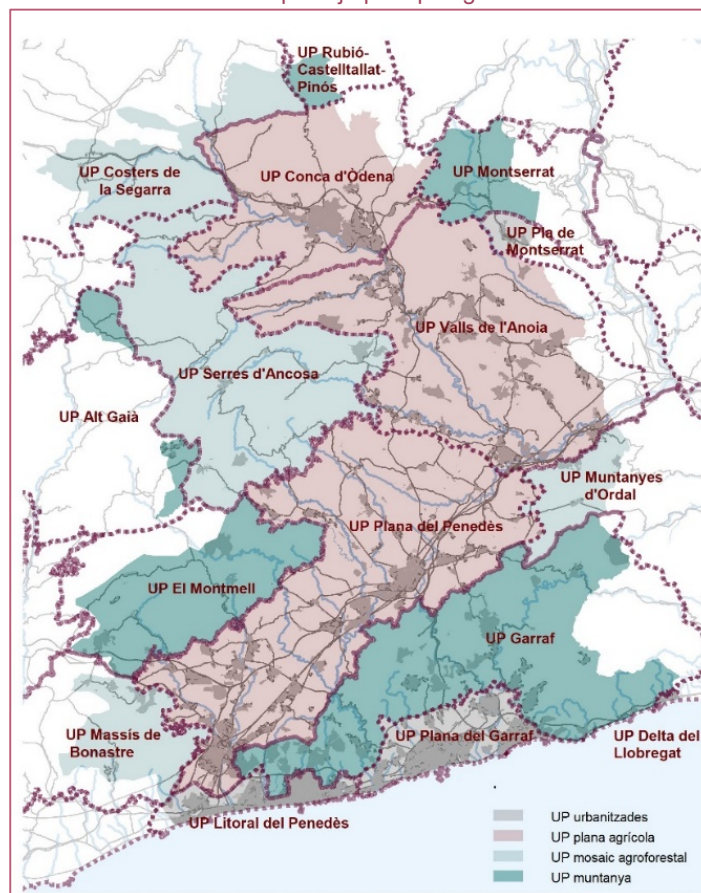 UP Rubió-
Castelltallat-
Pinós
UP Costers de
la Segarra
UP Conca d'Òdena
UP Montserrat
UP Pla de
Montserrat
UP Valls de l'Anoia
UP Serres d'Ancosa
UP Alt Gaià
UP Muntanyes
d'Ordal
UP Plana del Penedès
UP El Montmell
UP Garraf
UP Massís de
Bonastre
UP Plana del Garraf
UP Delta del
Llobregat
UP Litoral del Penedès
UP urbanitzades
UP plana agrícola
UP mosaic agroforestal
UP muntanya